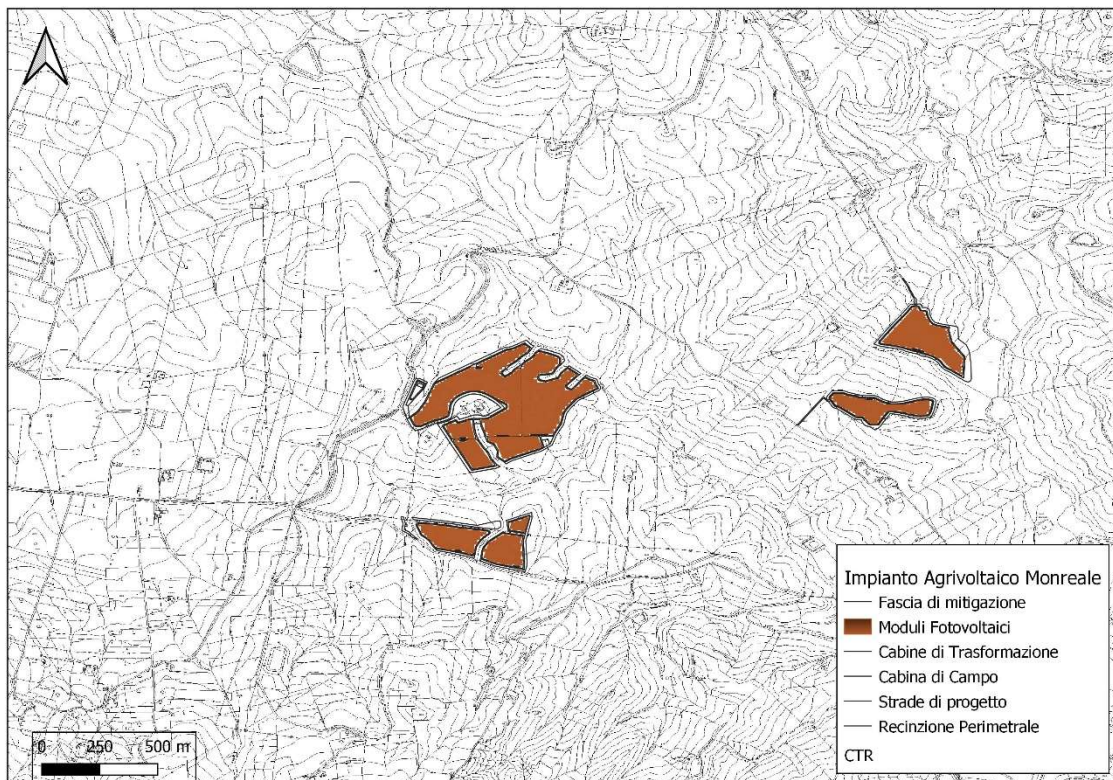 Impianto Agrivoltaico Monreale
Fascia di mitigazione
Moduli Fotovoltaici
Cabine di Trasformazione
Cabina di Campo
Strade di progetto
Recinzione Perimetrale
CTR
0 250 500 m